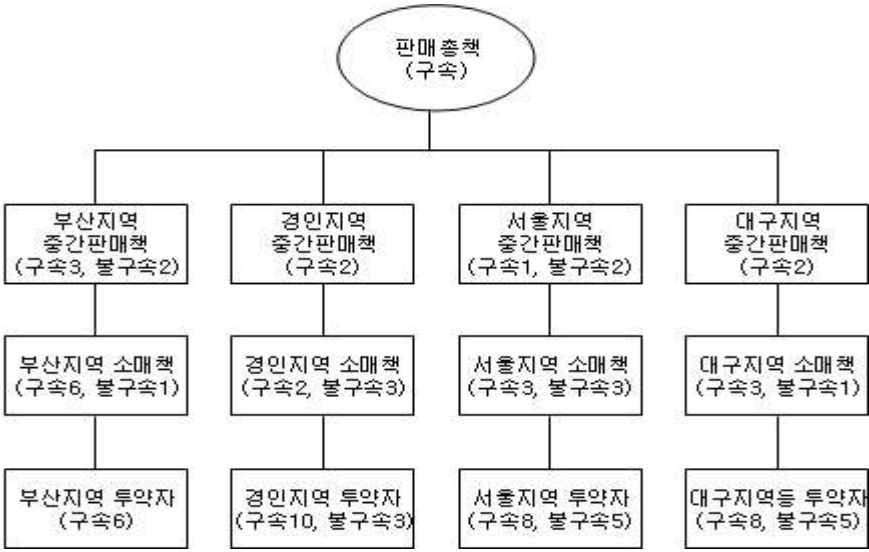 판매총책
(구속)
부산지역
중간판매책
(구속3, 불구속2)
경인지역
중간판매책
(구속2)
서울지역
중간판매책
(구속1, 불구속2)
대구지역
중간판매책
(구속2)
부산지역 소매책
(구속6, 불구속1)
경인지역 소매책
(구속2, 불구속3)
서울지역 소매책
(구속3, 불구속3)
대구지역 소매책
(구속3, 불구속1)
부산지역 투약자
(구속6)
경인지역 투약자
(구속10, 불구속3)
서울지역 투약자
(구속8, 불구속5)
대구지역등 투약자
(구속8, 불구속5)